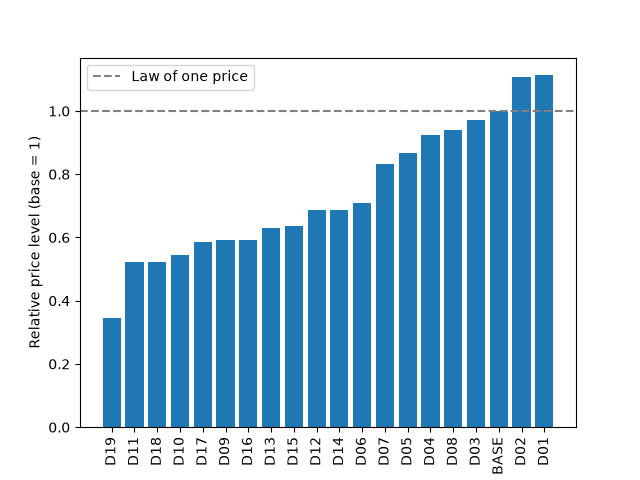 Law of one price
Relative price level (base = 1)
1.0
0.8
0.6
0.4
0.2
0.0
D19 D11 D18 D10 D17 D09 D16 D13 D15 D12 D14 D06 D07 D05 D04 D08 D03 BASE D02 D01